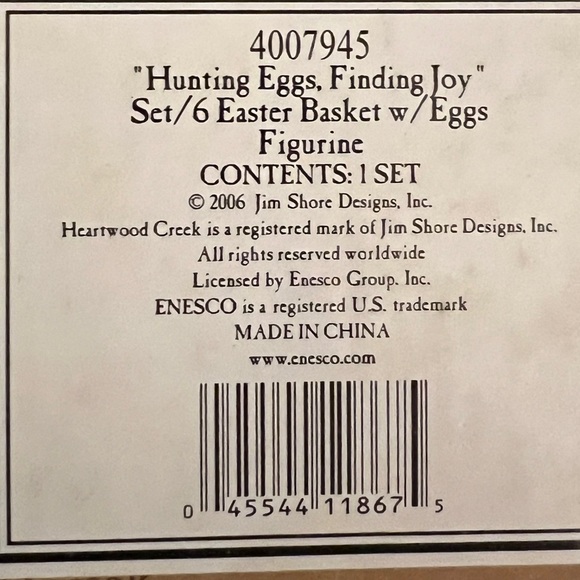 4007945
"Hunting Eggs, Finding Joy"
Set/6 Easter Basket w/Eggs
Figurine
CONTENTS: 1 SET
© 2006 Jim Shore Designs, Inc.
Heartwood Creek is a registered mark of Jim Shore Designs, Inc.
All rights reserved worldwide
Licensed by Enesco Group, Inc.
ENESCO is a registered U.S. trademark
MADE IN CHINA
www.enesco.com
0 45544 11867 5